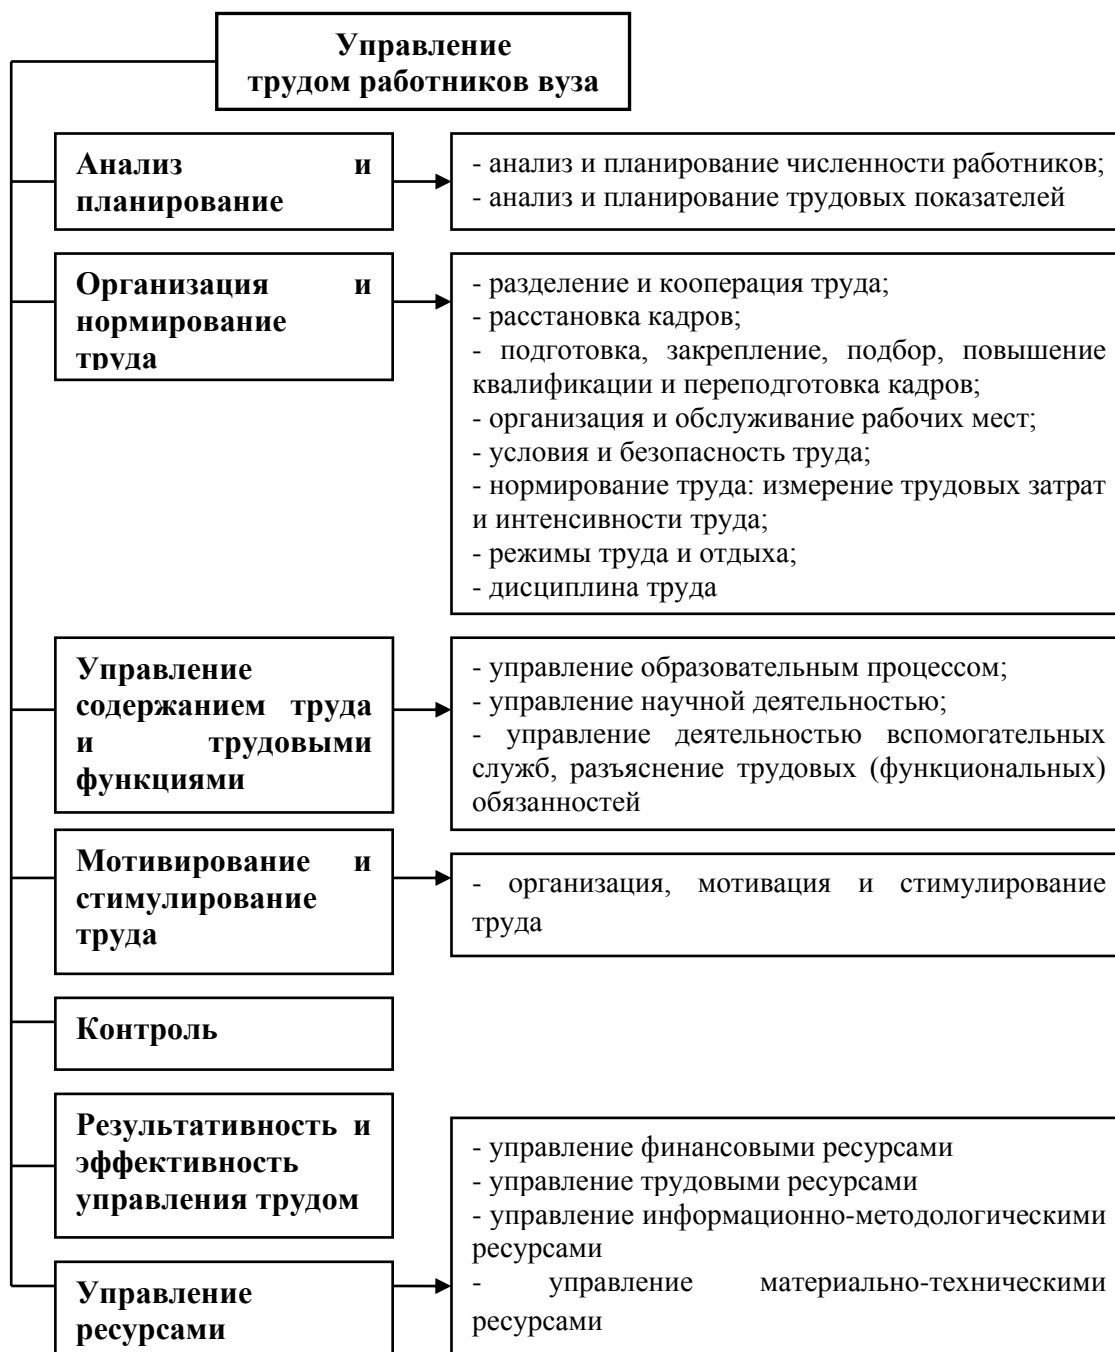 Управление
трудом работников вуза
Анализ и
планирование
- анализ и планирование численности работников;
- анализ и планирование трудовых показателей
Организация и
нормирование
труда
- разделение и кооперация труда;
- расстановка кадров;
- подготовка, закрепление, подбор, повышение
квалификации и переподготовка кадров;
- организация и обслуживание рабочих мест;
- условия и безопасность труда;
- нормирование труда: измерение трудовых затрат
и интенсивности труда;
- режимы труда и отдыха;
- дисциплина труда
Управление
содержанием труда
и трудовыми
функциями
- управление образовательным процессом;
- управление научной деятельностью;
- управление деятельностью вспомогательных
служб, разъяснение трудовых (функциональных)
обязанностей
Мотивирование и
стимулирование
труда
- организация, мотивация и стимулирование
труда
Контроль
Результативность и
эффективность
управления трудом
Управление
ресурсами
- управление финансовыми ресурсами
- управление трудовыми ресурсами
- управление информационно-методологическими
ресурсами
- управление материально-техническими
ресурсами